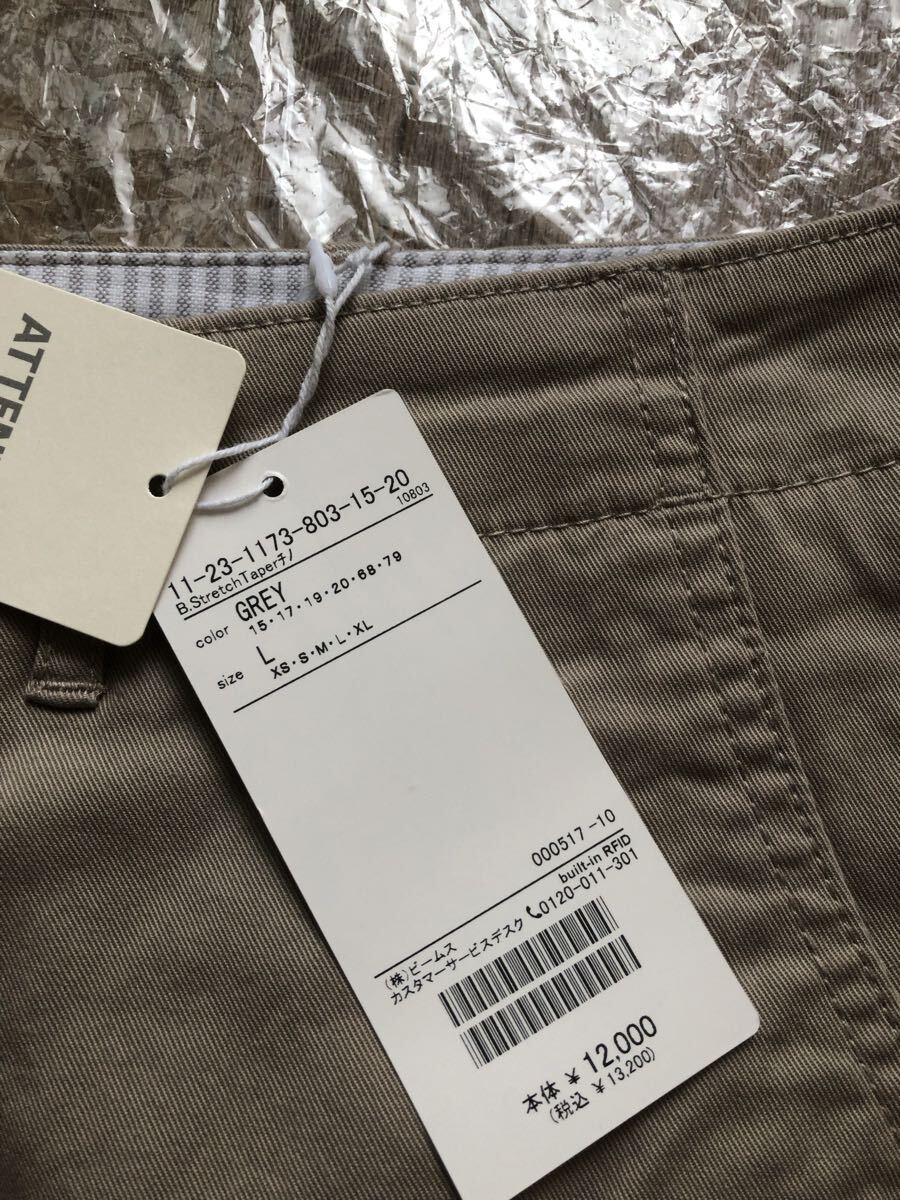 ATTEN
11-23-1173-803-15-20
10803
B.StretchTaperチノ
color GREY
15・17・19・20・68・79
size L
XS・S・M・L・XL
000517-10
built-in RFID
(株)ビームス
カスタマーサービスデスク 0120-011-301
本体 ¥ 12,000
(税込 ¥ 13,200)